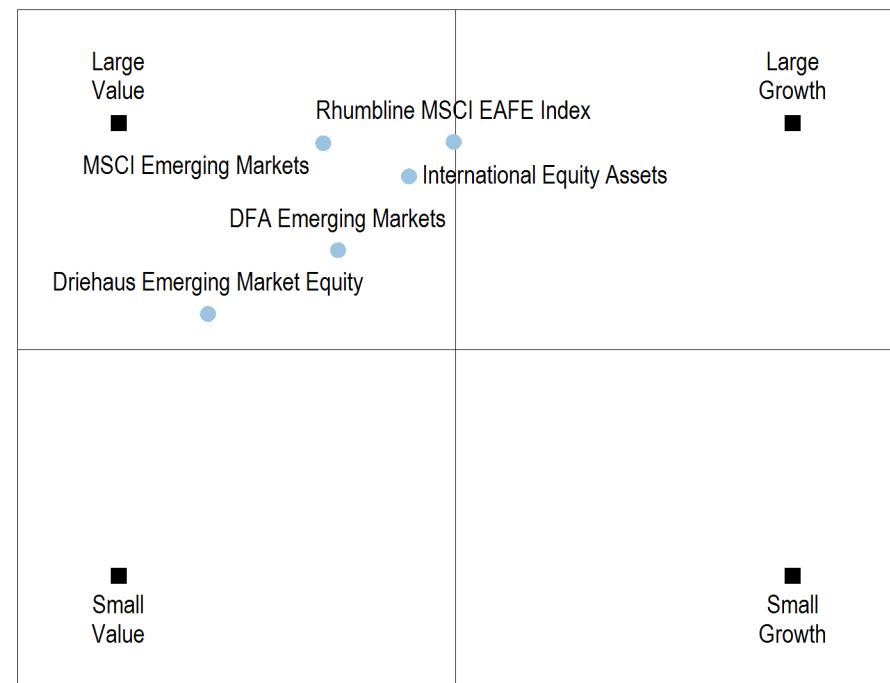 Large
Value
Large
Growth
Rhumbline MSCI EAFE Index
MSCI Emerging Markets
International Equity Assets
DFA Emerging Markets
Driehaus Emerging Market Equity
Small
Value
Small
Growth